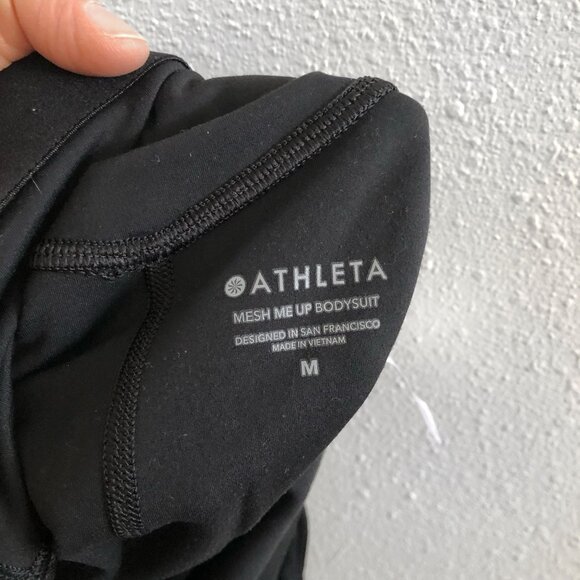 ATHLETA
MESH ME UP BODYSUIT
DESIGNED IN SAN FRANCISCO
MADE IN VIETNAM
M